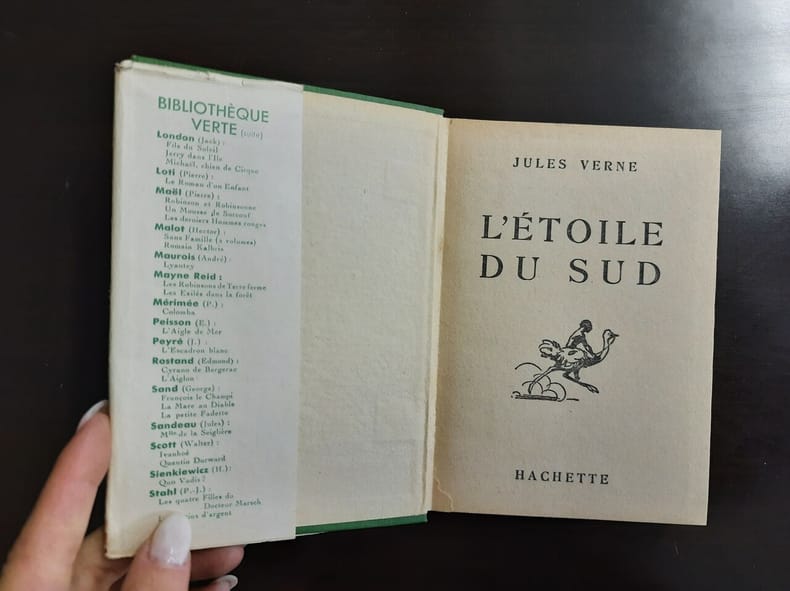 BIBLIOTHÈQUE
VERTE (suite)
London (Jack) :
Fils du Soleil
Jerry dans l'Ile
Michaël, chien de Cirque
Loti (Pierre) :
Le Roman d'un Enfant
Maël (Pierre) :
Robinson et Robinsonne
Un Mousse de Surcouf
Les derniers Hommes rouges
Malot (Hector) :
Sans Famille (2 volumes)
Romain Kalbris
Maurois (André) :
Lyautey
Mayne Reid :
Les Robinsons de Terre ferme
Les Exilés dans la forêt
Mérimée (P.) :
Colomba
Peisson (E.) :
L'Aigle de Mer
Peyré (J.) :
L'Escadron blanc
Rostand (Edmond) :
Cyrano de Bergerac
L'Aiglon
Sand (George) :
François le Champi
La Mare au Diable
La petite Fadette
Sandeau (Jules) :
Mlle de la Seiglière
Scott (Walter) :
Ivanhoé
Quentin Durward
Sienkiewicz (H.) :
Quo Vadis ?
Stahl (P.-J.) :
Les quatre Filles du
Docteur Marsch
d'argent
JULES VERNE
L'ÉTOILE
DU SUD
HACHETTE